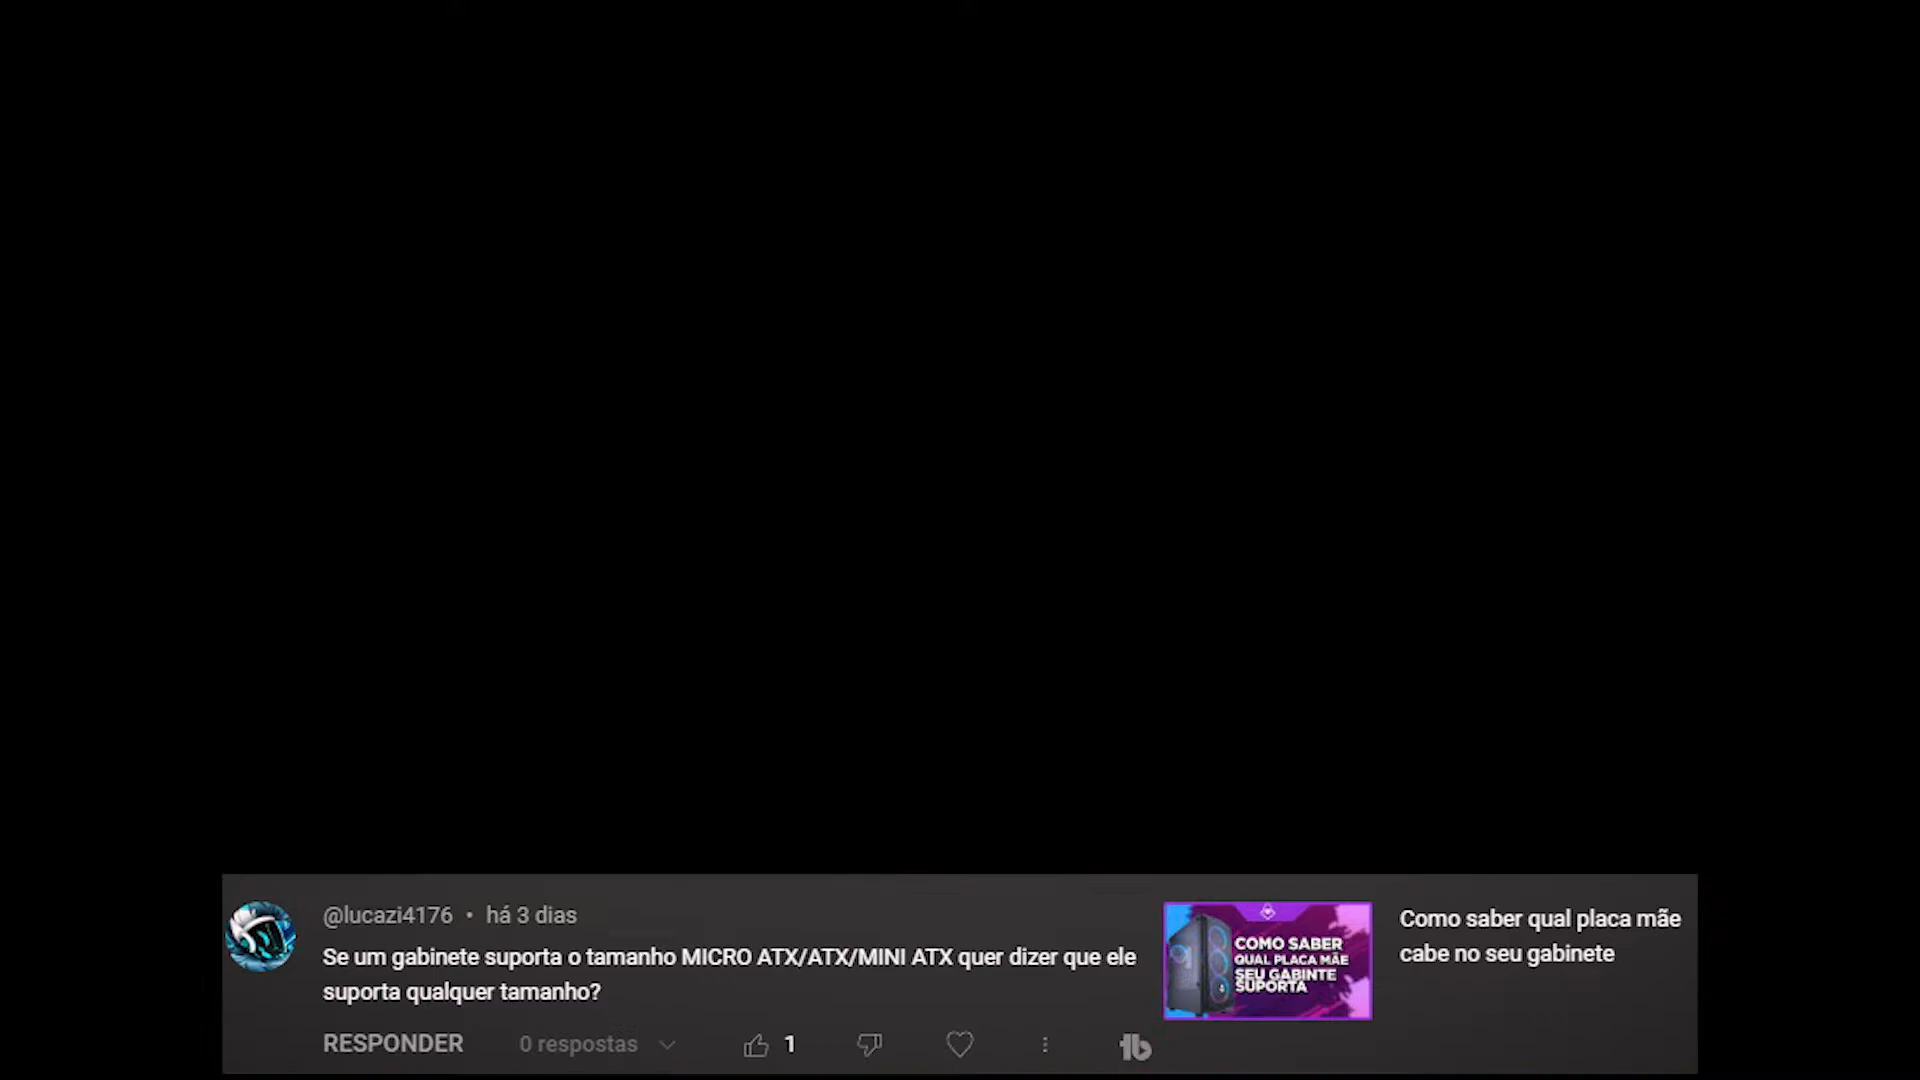 @lucazi4176 • há 3 dias
Se um gabinete suporta o tamanho MICRO ATX/ATX/MINI ATX quer dizer que ele
suporta qualquer tamanho?
RESPONDER 0 respostas 1
COMO SABER
QUAL PLACA MÃE
SEU GABINTE
SUPORTA
Como saber qual placa mãe
cabe no seu gabinete